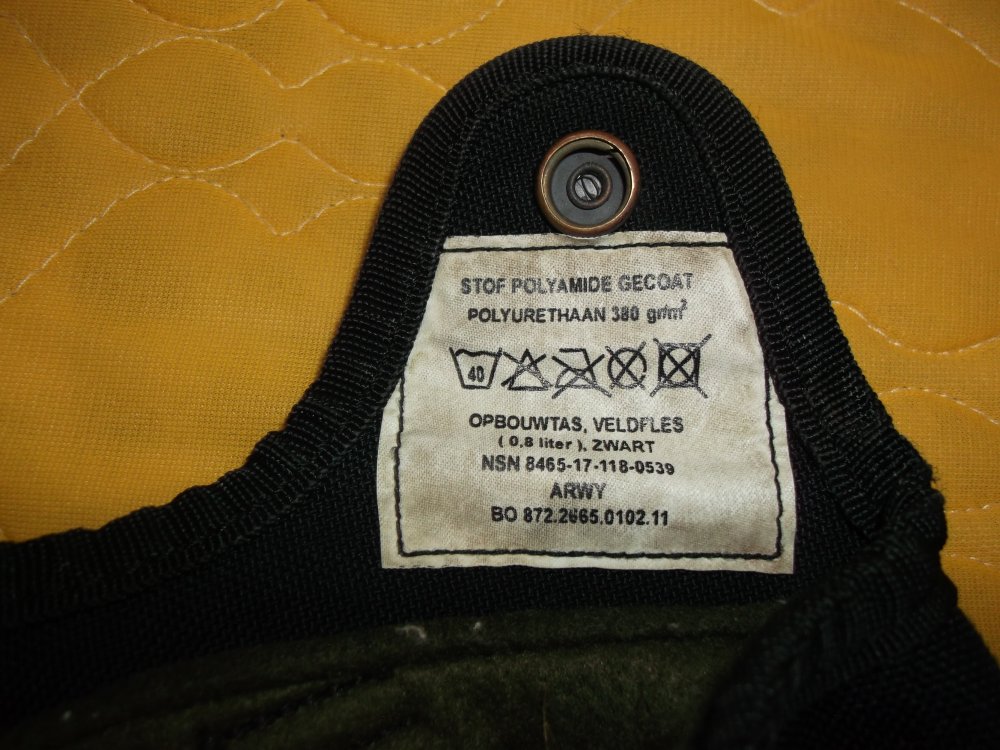 STOF POLYAMIDE GECOAT
POLYURETHAAN 380 gr/m²
40
OPBOUWTAS, VELDFLES
( 0,8 liter ), ZWART
NSN 8465-17-118-0539
ARWY
BO 872.2665.0102.11